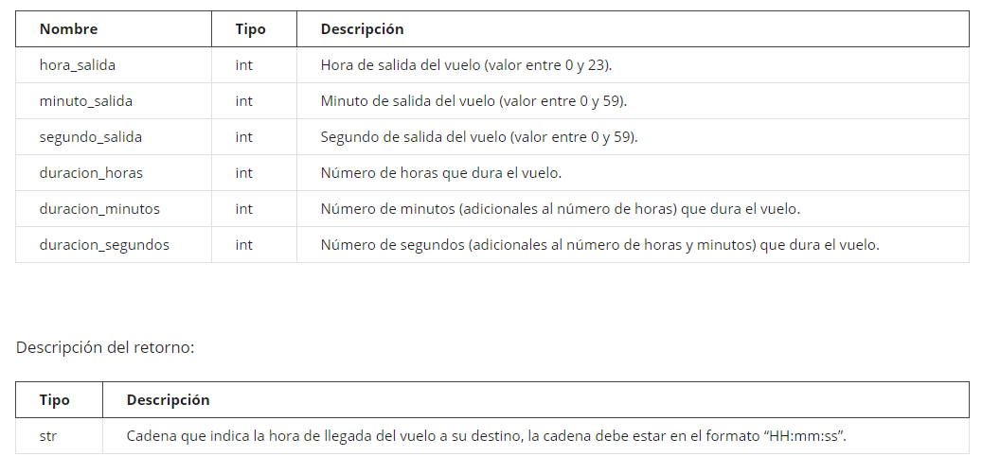 Nombre Tipo Descripción
hora_salida int Hora de salida del vuelo (valor entre 0 y 23).
minuto_salida int Minuto de salida del vuelo (valor entre 0 y 59).
segundo_salida int Segundo de salida del vuelo (valor entre 0 y 59).
duracion_horas int Número de horas que dura el vuelo.
duracion_minutos int Número de minutos (adicionales al número de horas) que dura el vuelo.
duracion_segundos int Número de segundos (adicionales al número de horas y minutos) que dura el vuelo.
Descripción del retorno:
Tipo Descripción
str Cadena que indica la hora de llegada del vuelo a su destino, la cadena debe estar en el formato “HH:mm:ss”.